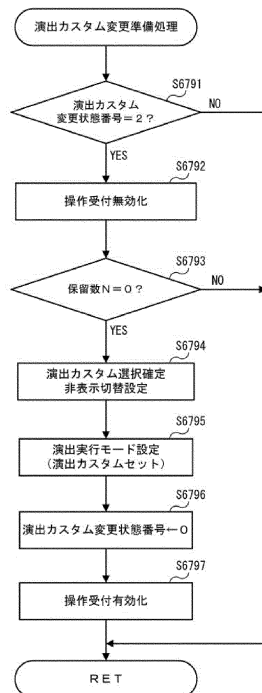 演出カスタム変更準備処理
S6791
演出カスタム
変更状態番号=2?
NO
YES
S6792
操作受付無効化
S6793
保留数N=0?
NO
YES
S6794
演出カスタム選択確定
非表示切替設定
S6795
演出実行モード設定
(演出カスタムセット)
S6796
演出カスタム変更状態番号←0
S6797
操作受付有効化
RET